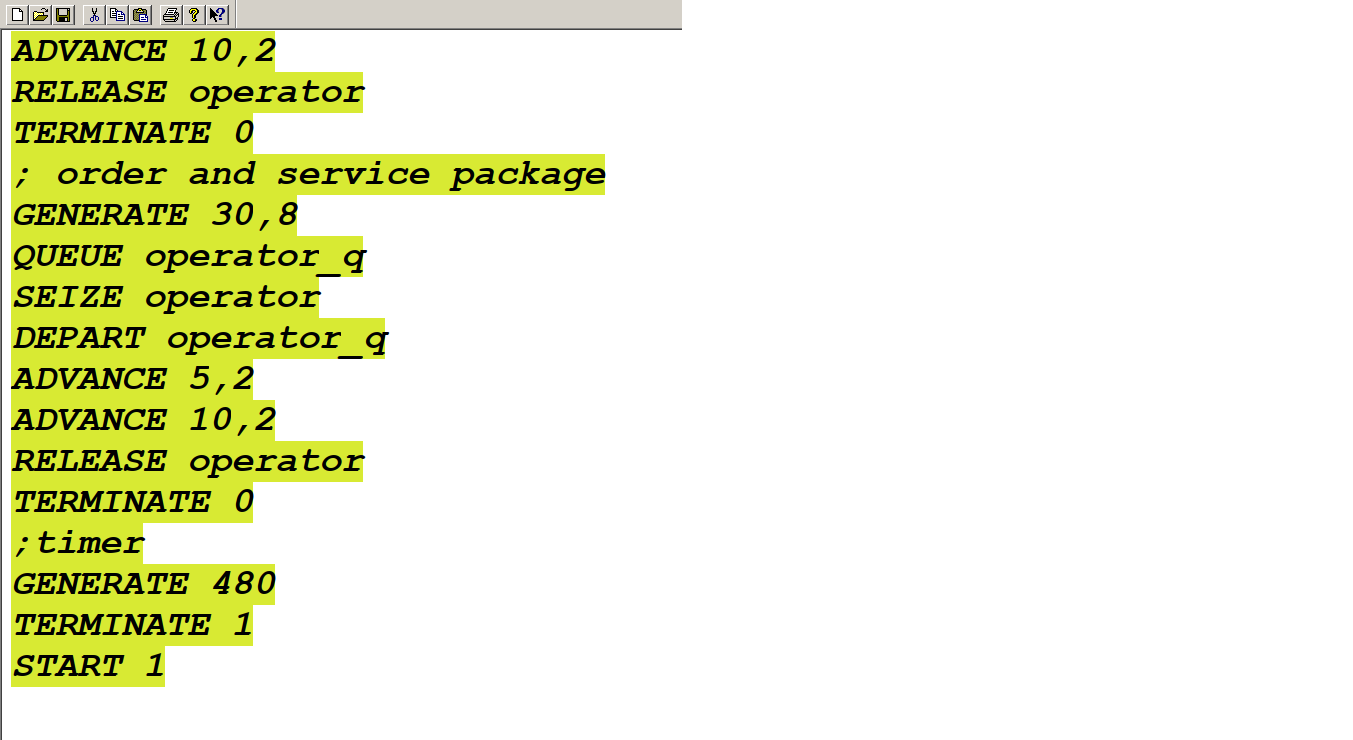 ADVANCE 10,2
RELEASE operator
TERMINATE 0
; order and service package
GENERATE 30,8
QUEUE operator_q
SEIZE operator
DEPART operator_q
ADVANCE 5,2
ADVANCE 10,2
RELEASE operator
TERMINATE 0
;timer
GENERATE 480
TERMINATE 1
START 1